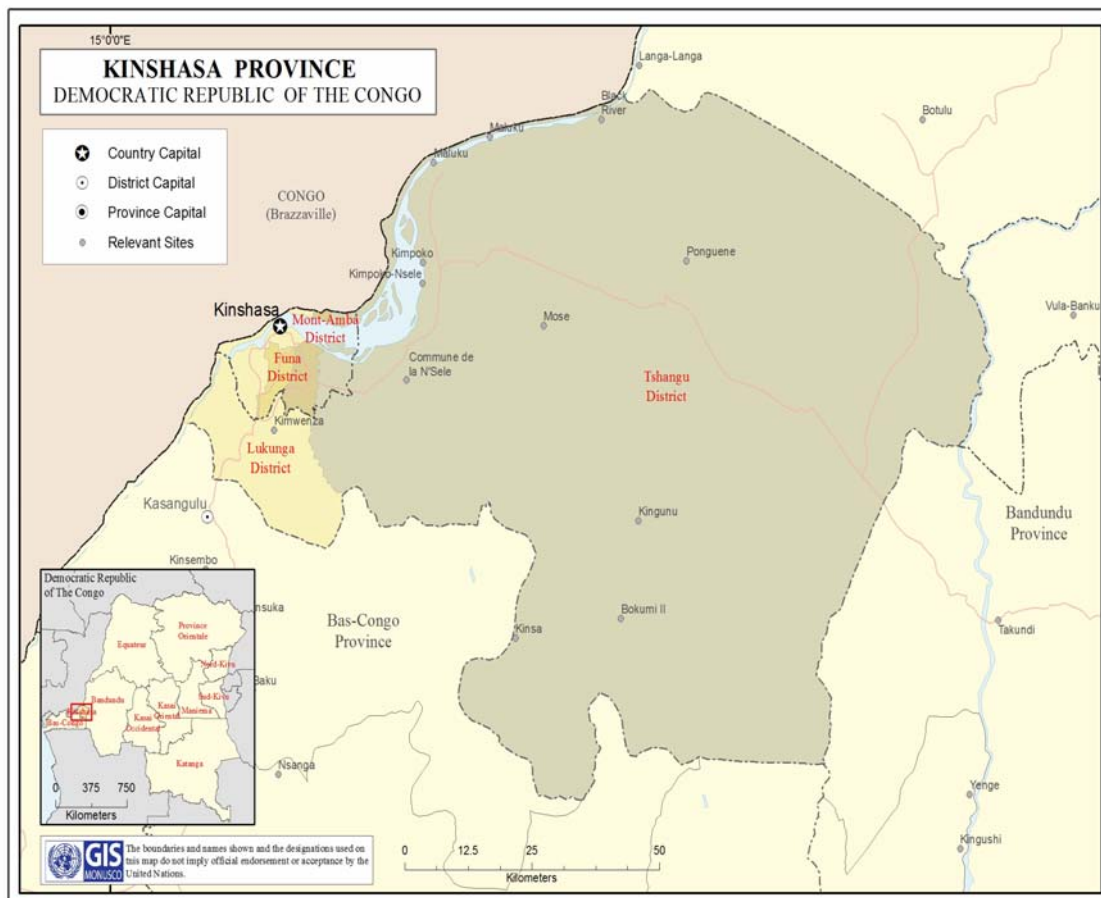 15°0'0"E
KINSHASA PROVINCE
DEMOCRATIC REPUBLIC OF THE CONGO
Country Capital
District Capital
Province Capital
Relevant Sites
Langa-Langa
Black
River
Botulu
Maluku
Maluku
CONGO
(Brazzaville)
Kimpoko
Ponguene
Kimpoko-Nsele
Kinshasa
Mont-Amba
District
Mose
Vula-Banku
Funa
District
Commune de
la N'Sele
Tshangu
District
Kimwenza
Lukunga
District
Kasangulu
Kingunu
Bandundu
Province
Kinsembo
Bas-Congo
Province
Bokumi II
Kinsa
Takundi
nsuka
Baku
Nsanga
Yenge
Kingushi
Democratic Republic
of The Congo
Province
Orientale
Equateur
Nord-Kivu
Bandundu
Kasai
Oriental
Sud-Kivu
Maniema
Kinshasa
Bas-Congo
Kasai
Occidental
Katanga
0 375 750
Kilometers
GIS
MONUSCO
The boundaries and names shown and the designations used on
this map do not imply official endorsement or acceptance by the
United Nations.
0 12.5 25 50
Kilometers